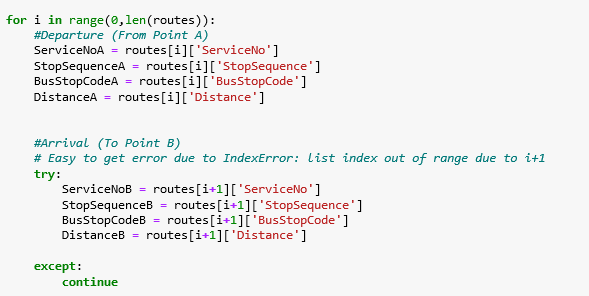 for i in range(0,len(routes)):
    #Departure (From Point A)
    ServiceNoA = routes[i]['ServiceNo']
    StopSequenceA = routes[i]['StopSequence']
    BusStopCodeA = routes[i]['BusStopCode']
    DistanceA = routes[i]['Distance']
    #Arrival (To Point B)
    # Easy to get error due to IndexError: list index out of range due to i+1
    try:
        ServiceNoB = routes[i+1]['ServiceNo']
        StopSequenceB = routes[i+1]['StopSequence']
        BusStopCodeB = routes[i+1]['BusStopCode']
        DistanceB = routes[i+1]['Distance']
    except:
        continue